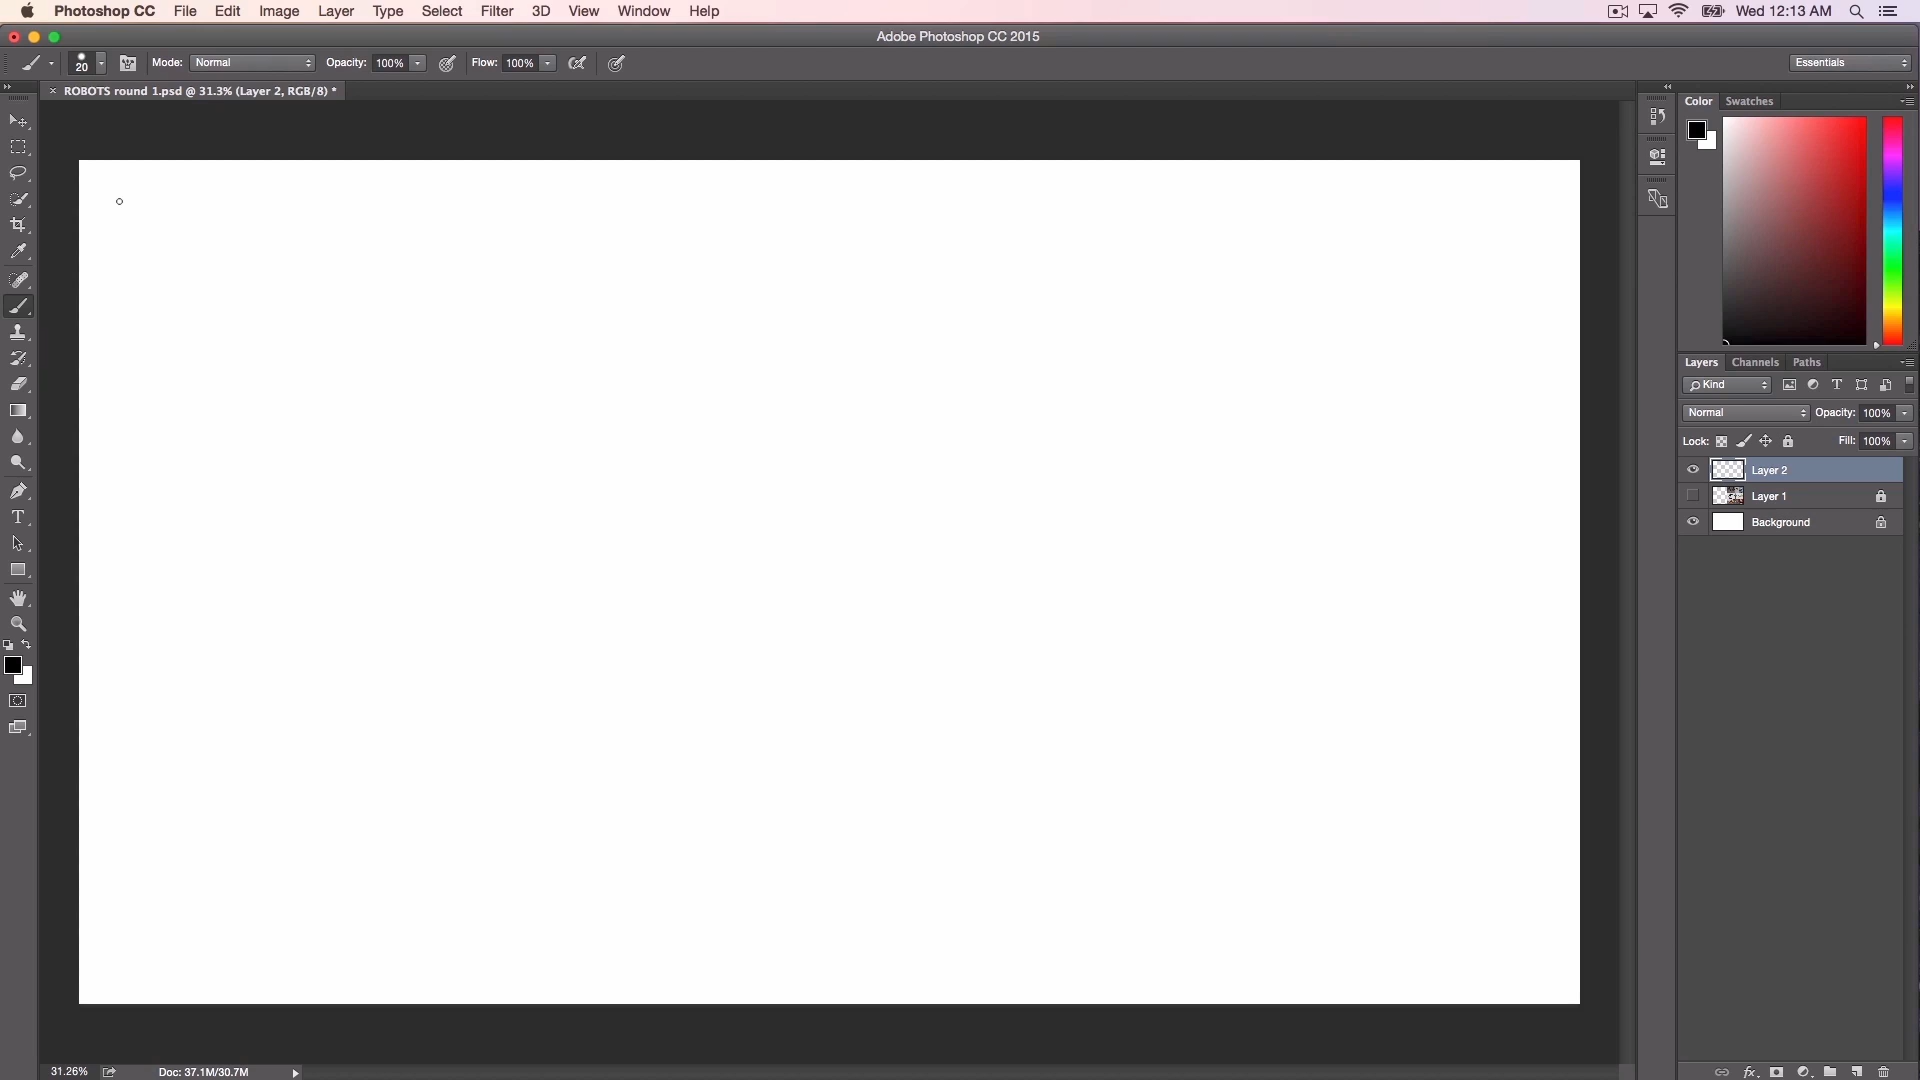 Photoshop CC File Edit Image Layer Type Select Filter 3D View Window Help Wed 12:13 AM
Adobe Photoshop CC 2015
20 Mode: Normal Opacity: 100% Flow: 100% Essentials
× ROBOTS round 1.psd @ 31.3% (Layer 2, RGB/8) *
Color Swatches
Layers Channels Paths
Kind
Normal Opacity: 100%
Lock: Fill: 100%
Layer 2
Layer 1
Background
31.26% Doc: 37.1M/30.7M